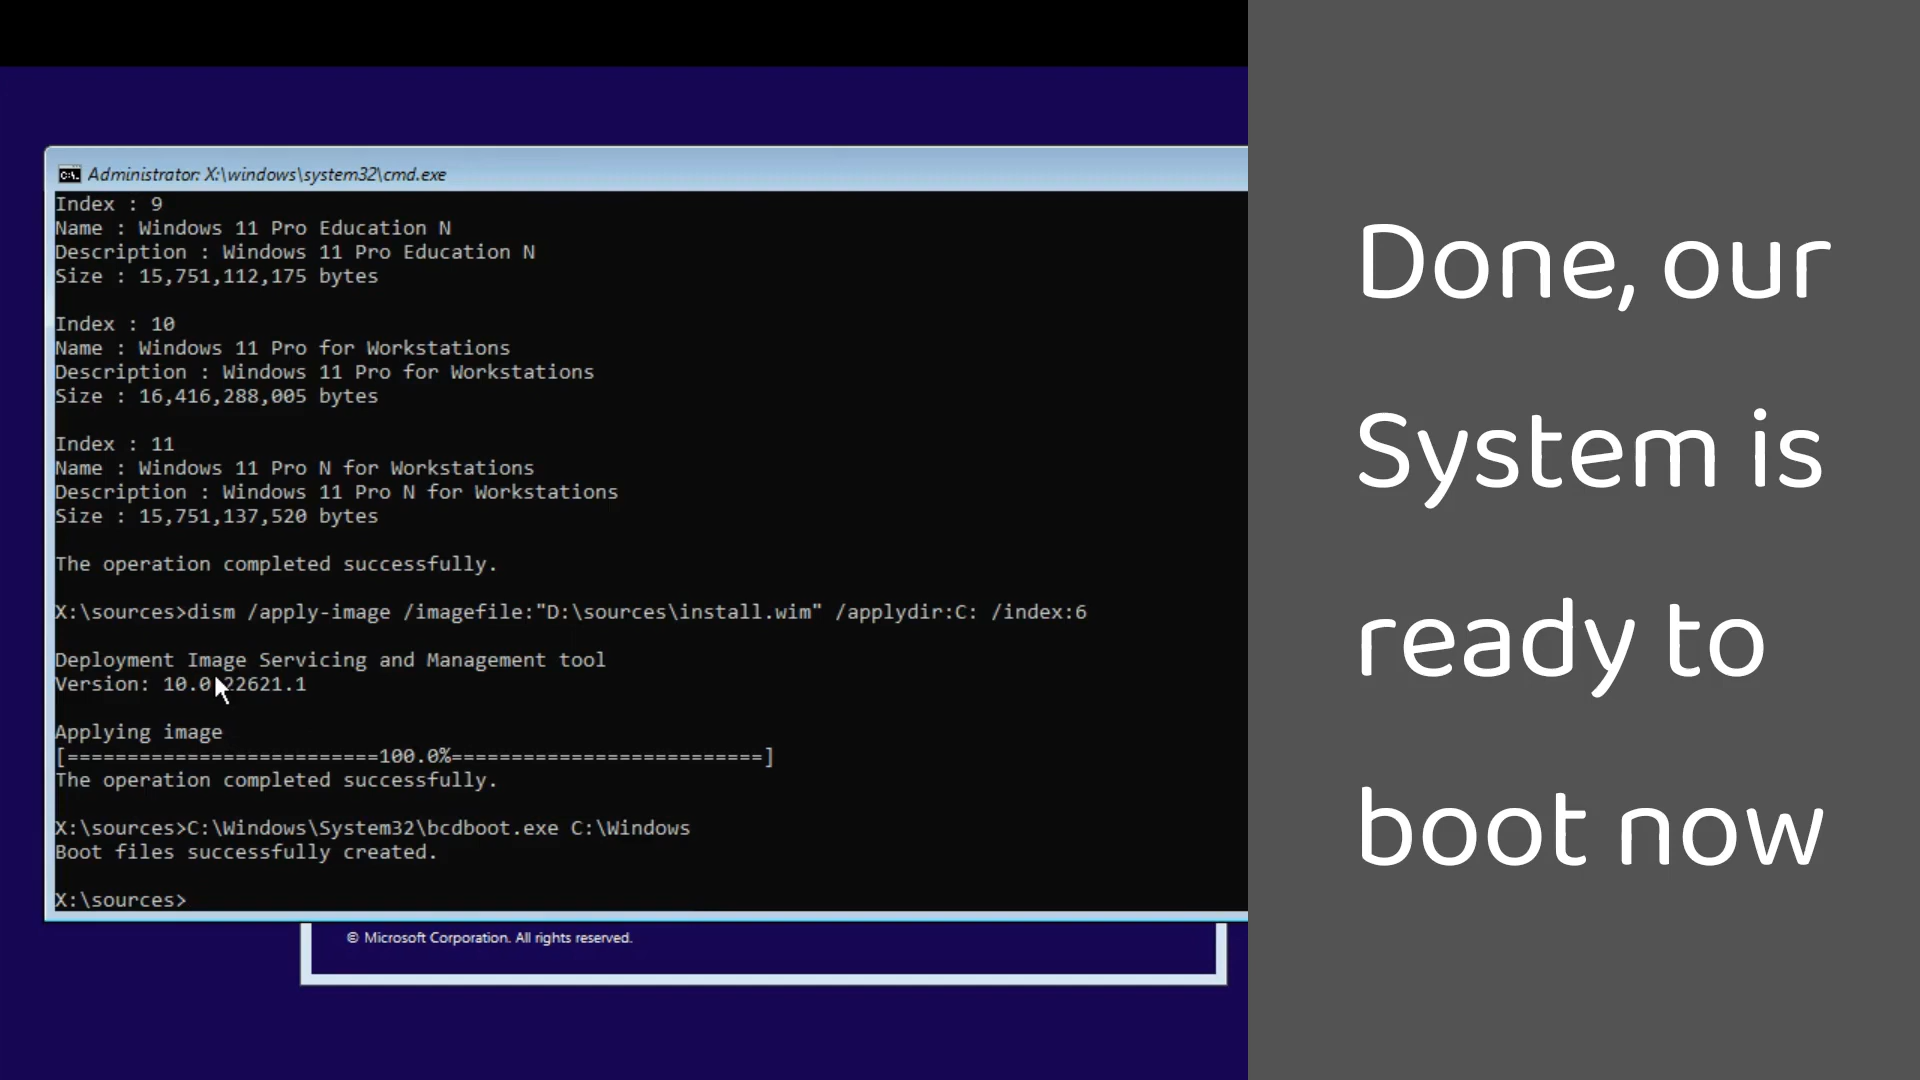 Administrator: X:\windows\system32\cmd.exe
Index : 9
Name : Windows 11 Pro Education N
Description : Windows 11 Pro Education N
Size : 15,751,112,175 bytes
Index : 10
Name : Windows 11 Pro for Workstations
Description : Windows 11 Pro for Workstations
Size : 16,416,288,005 bytes
Index : 11
Name : Windows 11 Pro N for Workstations
Description : Windows 11 Pro N for Workstations
Size : 15,751,137,520 bytes
The operation completed successfully.
X:\sources>dism /apply-image /imagefile:"D:\sources\install.wim" /applydir:C: /index:6
Deployment Image Servicing and Management tool
Version: 10.0.22621.1
Applying image
[==========================100.0%==========================]
The operation completed successfully.
X:\sources>C:\Windows\System32\bcdboot.exe C:\Windows
Boot files successfully created.
X:\sources>
© Microsoft Corporation. All rights reserved.
Done, our
System is
ready to
boot now